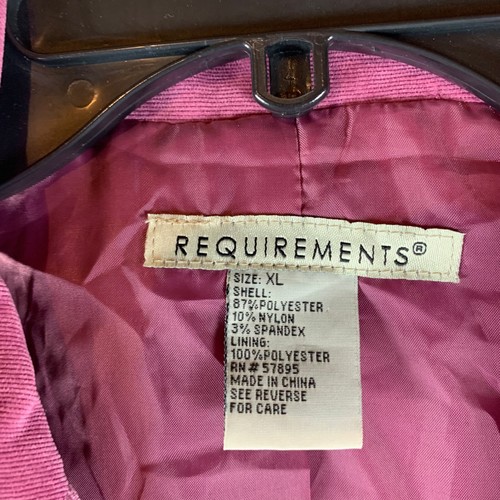 REQUIREMENTS®
SIZE: XL
SHELL:
87%POLYESTER
10% NYLON
3% SPANDEX
LINING:
100%POLYESTER
RN # 57895
MADE IN CHINA
SEE REVERSE
FOR CARE